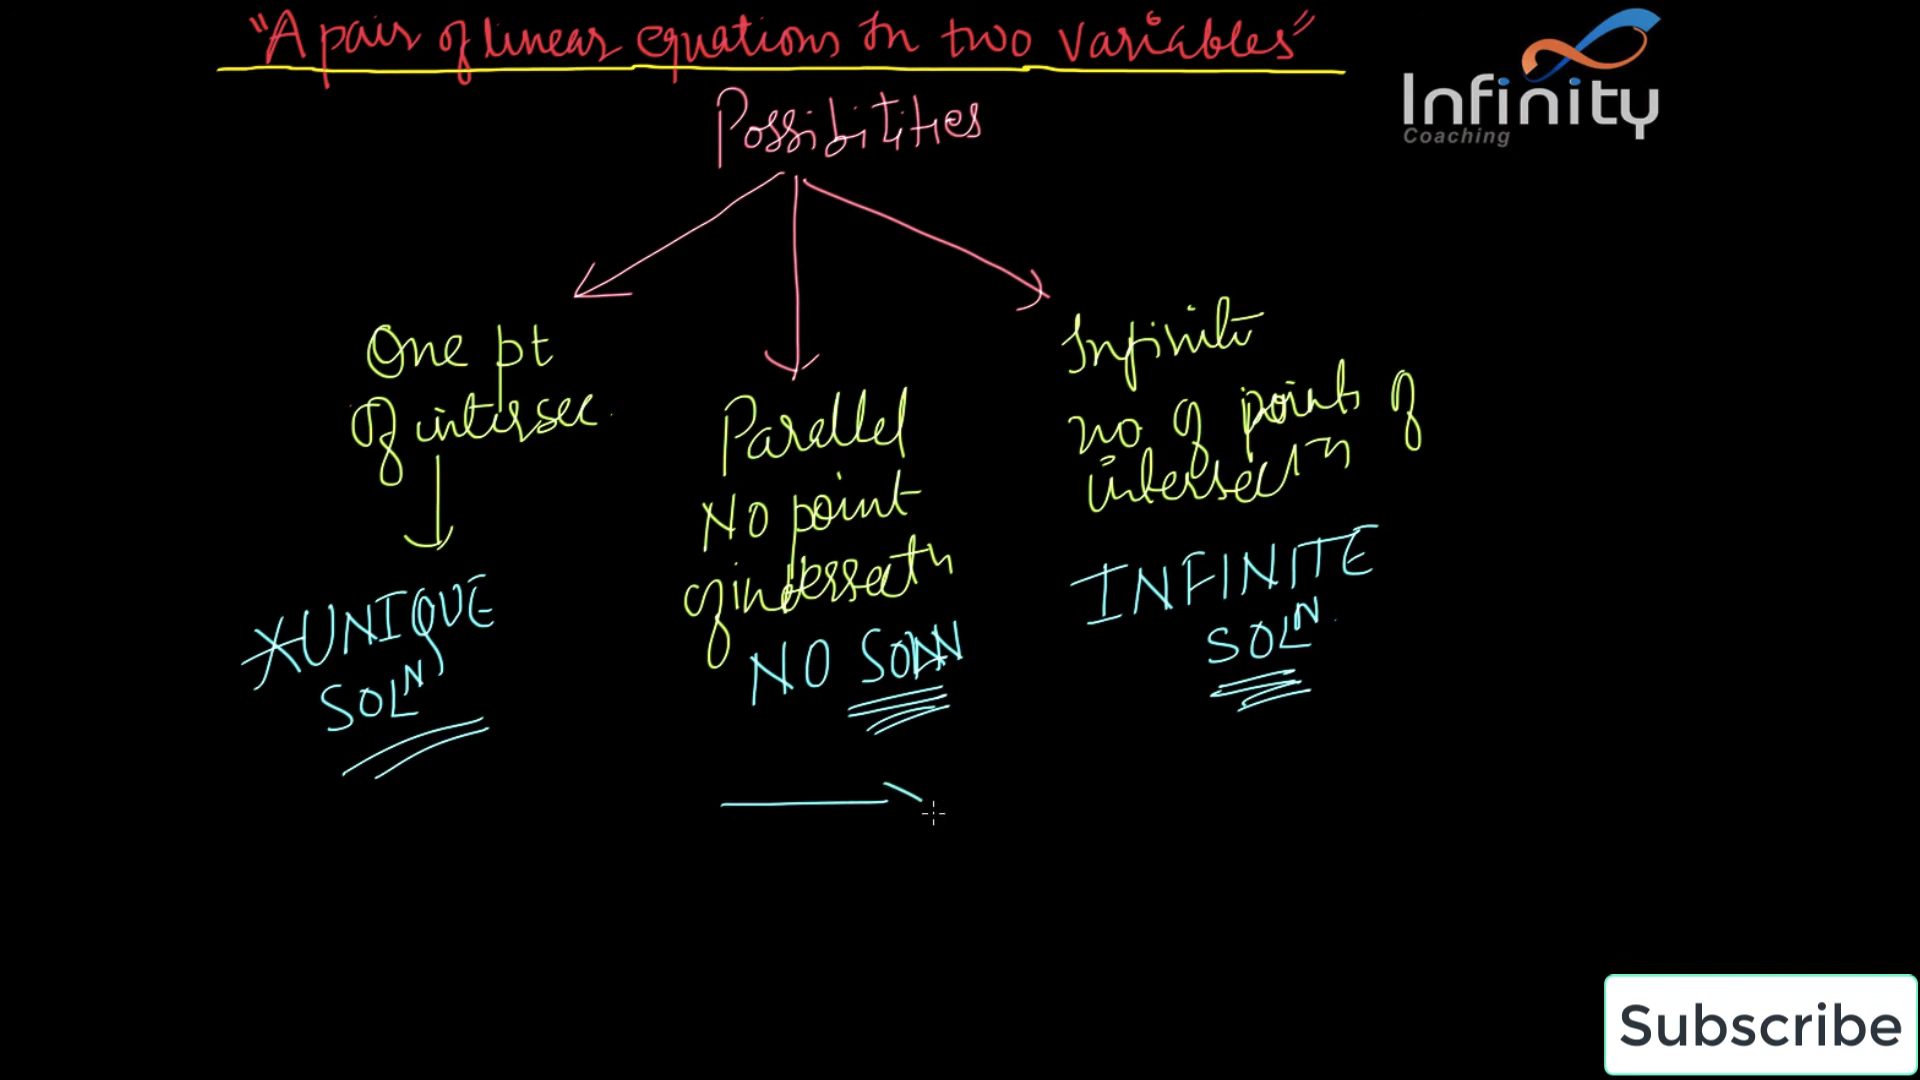 "A pair of linear equations in two variables"
Infinity
Coaching
Possibilities
One pt
of intersec
UNIQUE
SOLN
Parallel
NO point
of intersectn
NO SOLN
Infinite
no of points of
intersectn
INFINITE
SOLN.
Subscribe